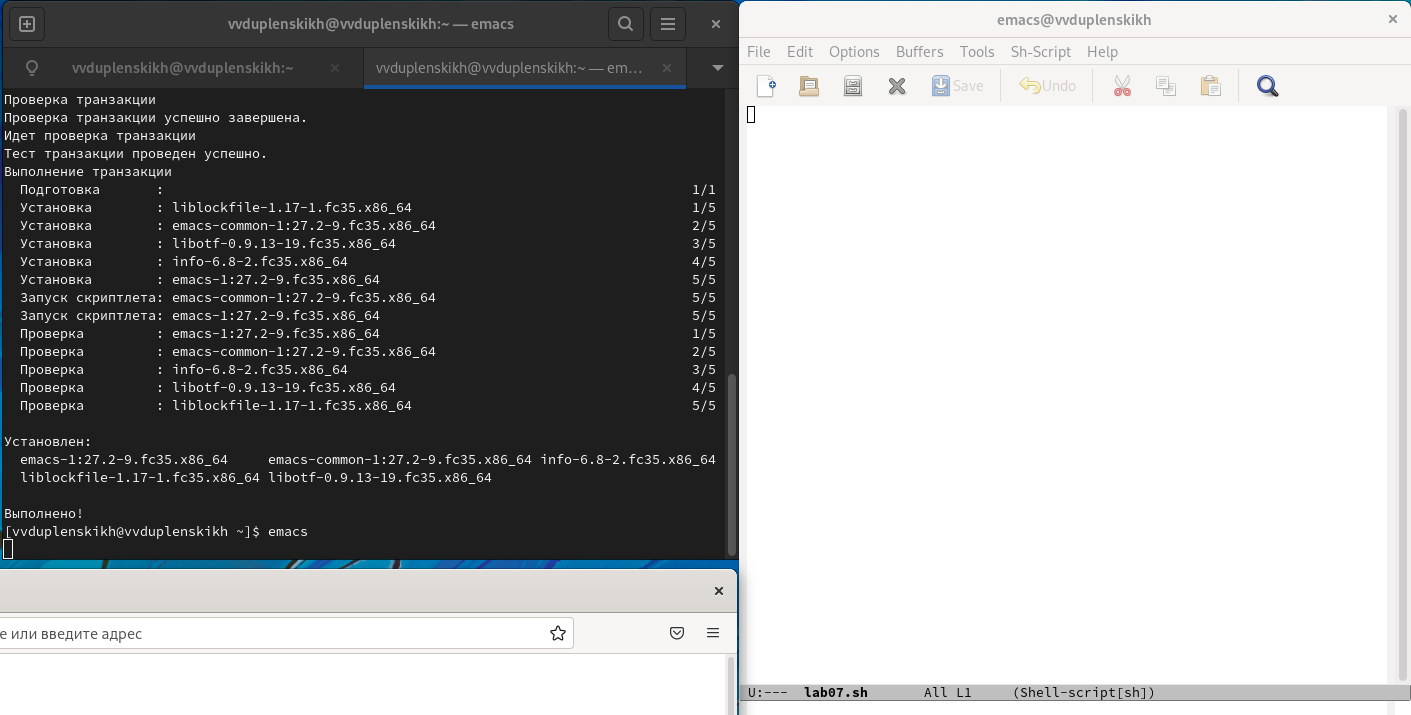 vvduplenskikh@vvduplenskikh:~ — emacs
vvduplenskikh@vvduplenskikh:~
vvduplenskikh@vvduplenskikh:~ — em...
Проверка транзакции
Проверка транзакции успешно завершена.
Идет проверка транзакции
Тест транзакции проведен успешно.
Выполнение транзакции
  Подготовка       :                                                                  1/1
  Установка        : liblockfile-1.17-1.fc35.x86_64                                   1/5
  Установка        : emacs-common-1:27.2-9.fc35.x86_64                                2/5
  Установка        : libotf-0.9.13-19.fc35.x86_64                                     3/5
  Установка        : info-6.8-2.fc35.x86_64                                           4/5
  Установка        : emacs-1:27.2-9.fc35.x86_64                                       5/5
  Запуск скриптлета: emacs-common-1:27.2-9.fc35.x86_64                                5/5
  Запуск скриптлета: emacs-1:27.2-9.fc35.x86_64                                       5/5
  Проверка         : emacs-1:27.2-9.fc35.x86_64                                       1/5
  Проверка         : emacs-common-1:27.2-9.fc35.x86_64                                2/5
  Проверка         : info-6.8-2.fc35.x86_64                                           3/5
  Проверка         : libotf-0.9.13-19.fc35.x86_64                                     4/5
  Проверка         : liblockfile-1.17-1.fc35.x86_64                                   5/5
Установлен:
  emacs-1:27.2-9.fc35.x86_64     emacs-common-1:27.2-9.fc35.x86_64 info-6.8-2.fc35.x86_64
  liblockfile-1.17-1.fc35.x86_64 libotf-0.9.13-19.fc35.x86_64
Выполнено!
[vvduplenskikh@vvduplenskikh ~]$ emacs
е или введите адрес
emacs@vvduplenskikh
File Edit Options Buffers Tools Sh-Script Help
Save Undo
U:---  lab07.sh       All L1     (Shell-script[sh])